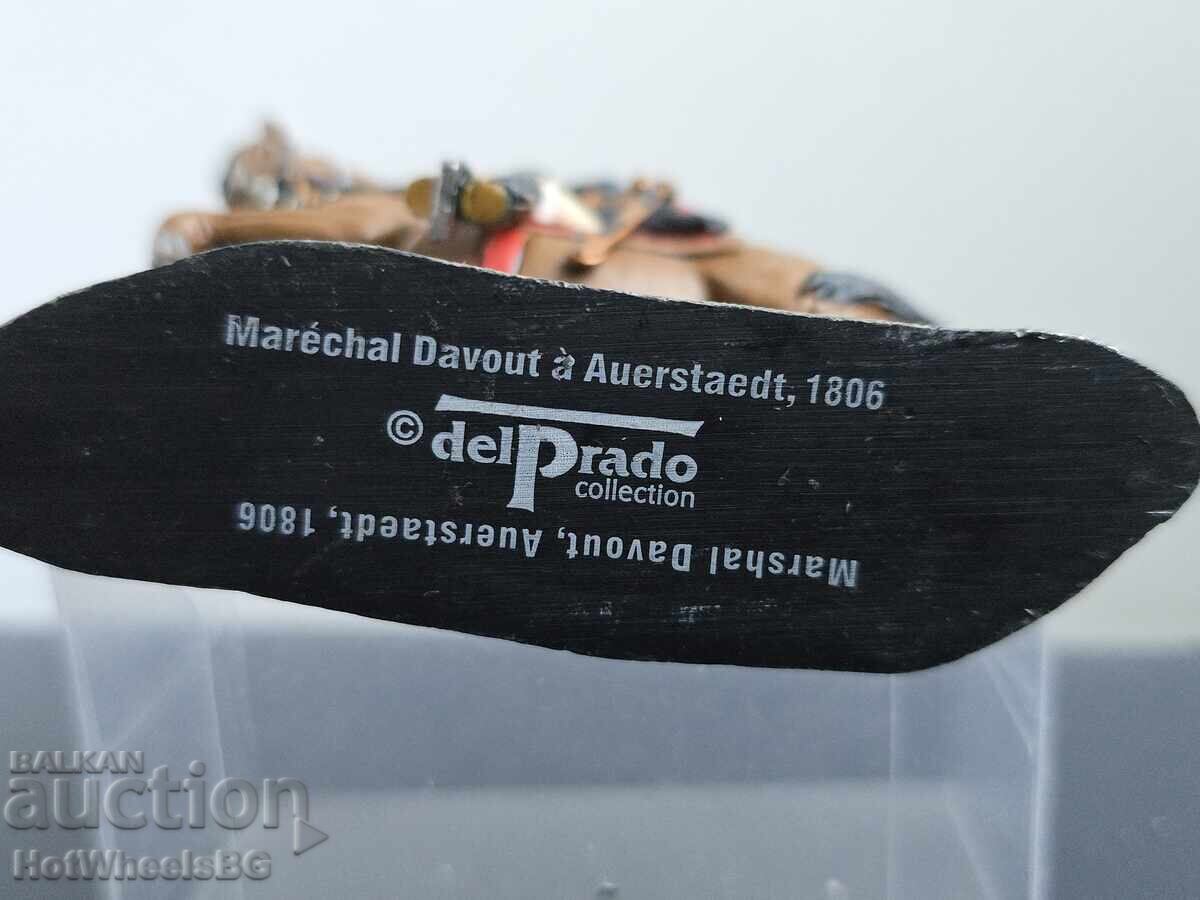 Maréchal Davout à Auerstaedt, 1806
© delPrado
collection
Marshal Davout, Auerstaedt, 1806
BALKAN
auction
HotWheelsBG